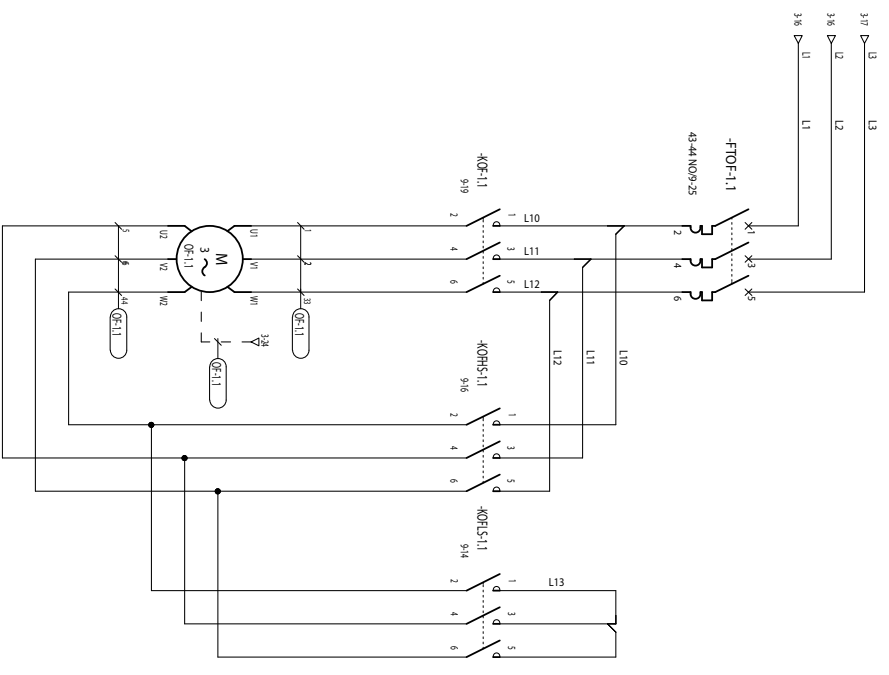 3-16
3-16
3-17
L1
L2
L3
L1
L2
L3
-FTOF-1.1
43-44 NO/9-25
1
3
5
2
4
6
-KOF-1.1
9-19
2
1
L10
4
3
L11
6
5
L12
U2
U1
V2
V1
W2
W1
M
3
OF-1.1
5
6
44
1
2
33
OF-1.1
OF-1.1
OF-1.1
3-24
L12
L11
L10
-KOFHS-1.1
9-16
2
1
4
3
6
5
-KOFLS-1.1
9-14
2
1
L13
4
3
6
5